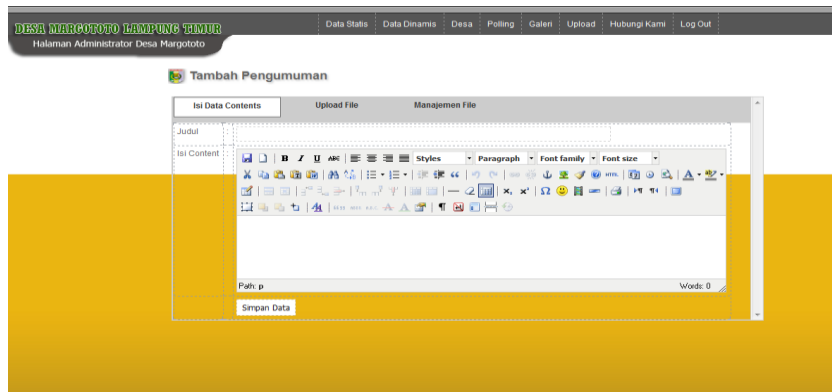 DESA MARGOTOTO LAMPUNG TIMUR
Halaman Administrator Desa Margototo
Data Statis Data Dinamis Desa Polling Galeri Upload Hubungi Kami Log Out
Tambah Pengumuman
Isi Data Contents Upload File Manajemen File
Judul :
Isi Content
B I U ABC Styles Paragraph Font family Font size
HTML
Path: p Words: 0
Simpan Data